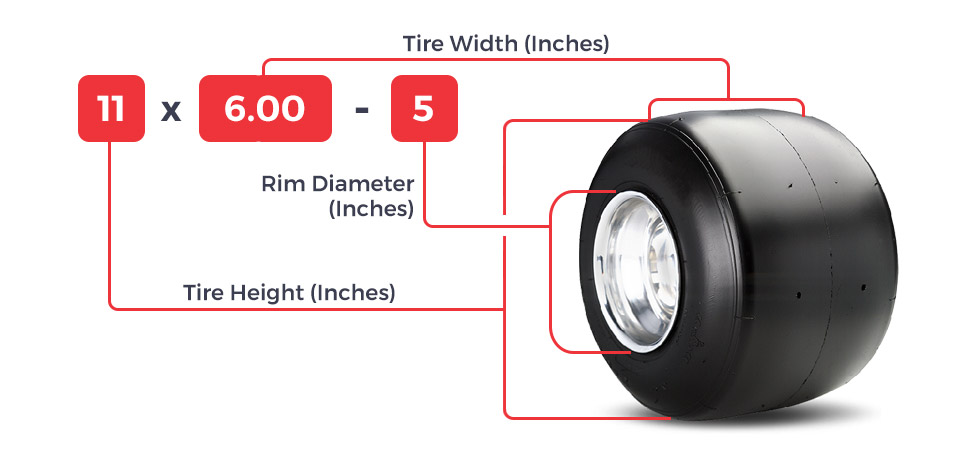 Tire Width (Inches)
11 x 6.00 - 5
Rim Diameter
(Inches)
Tire Height (Inches)